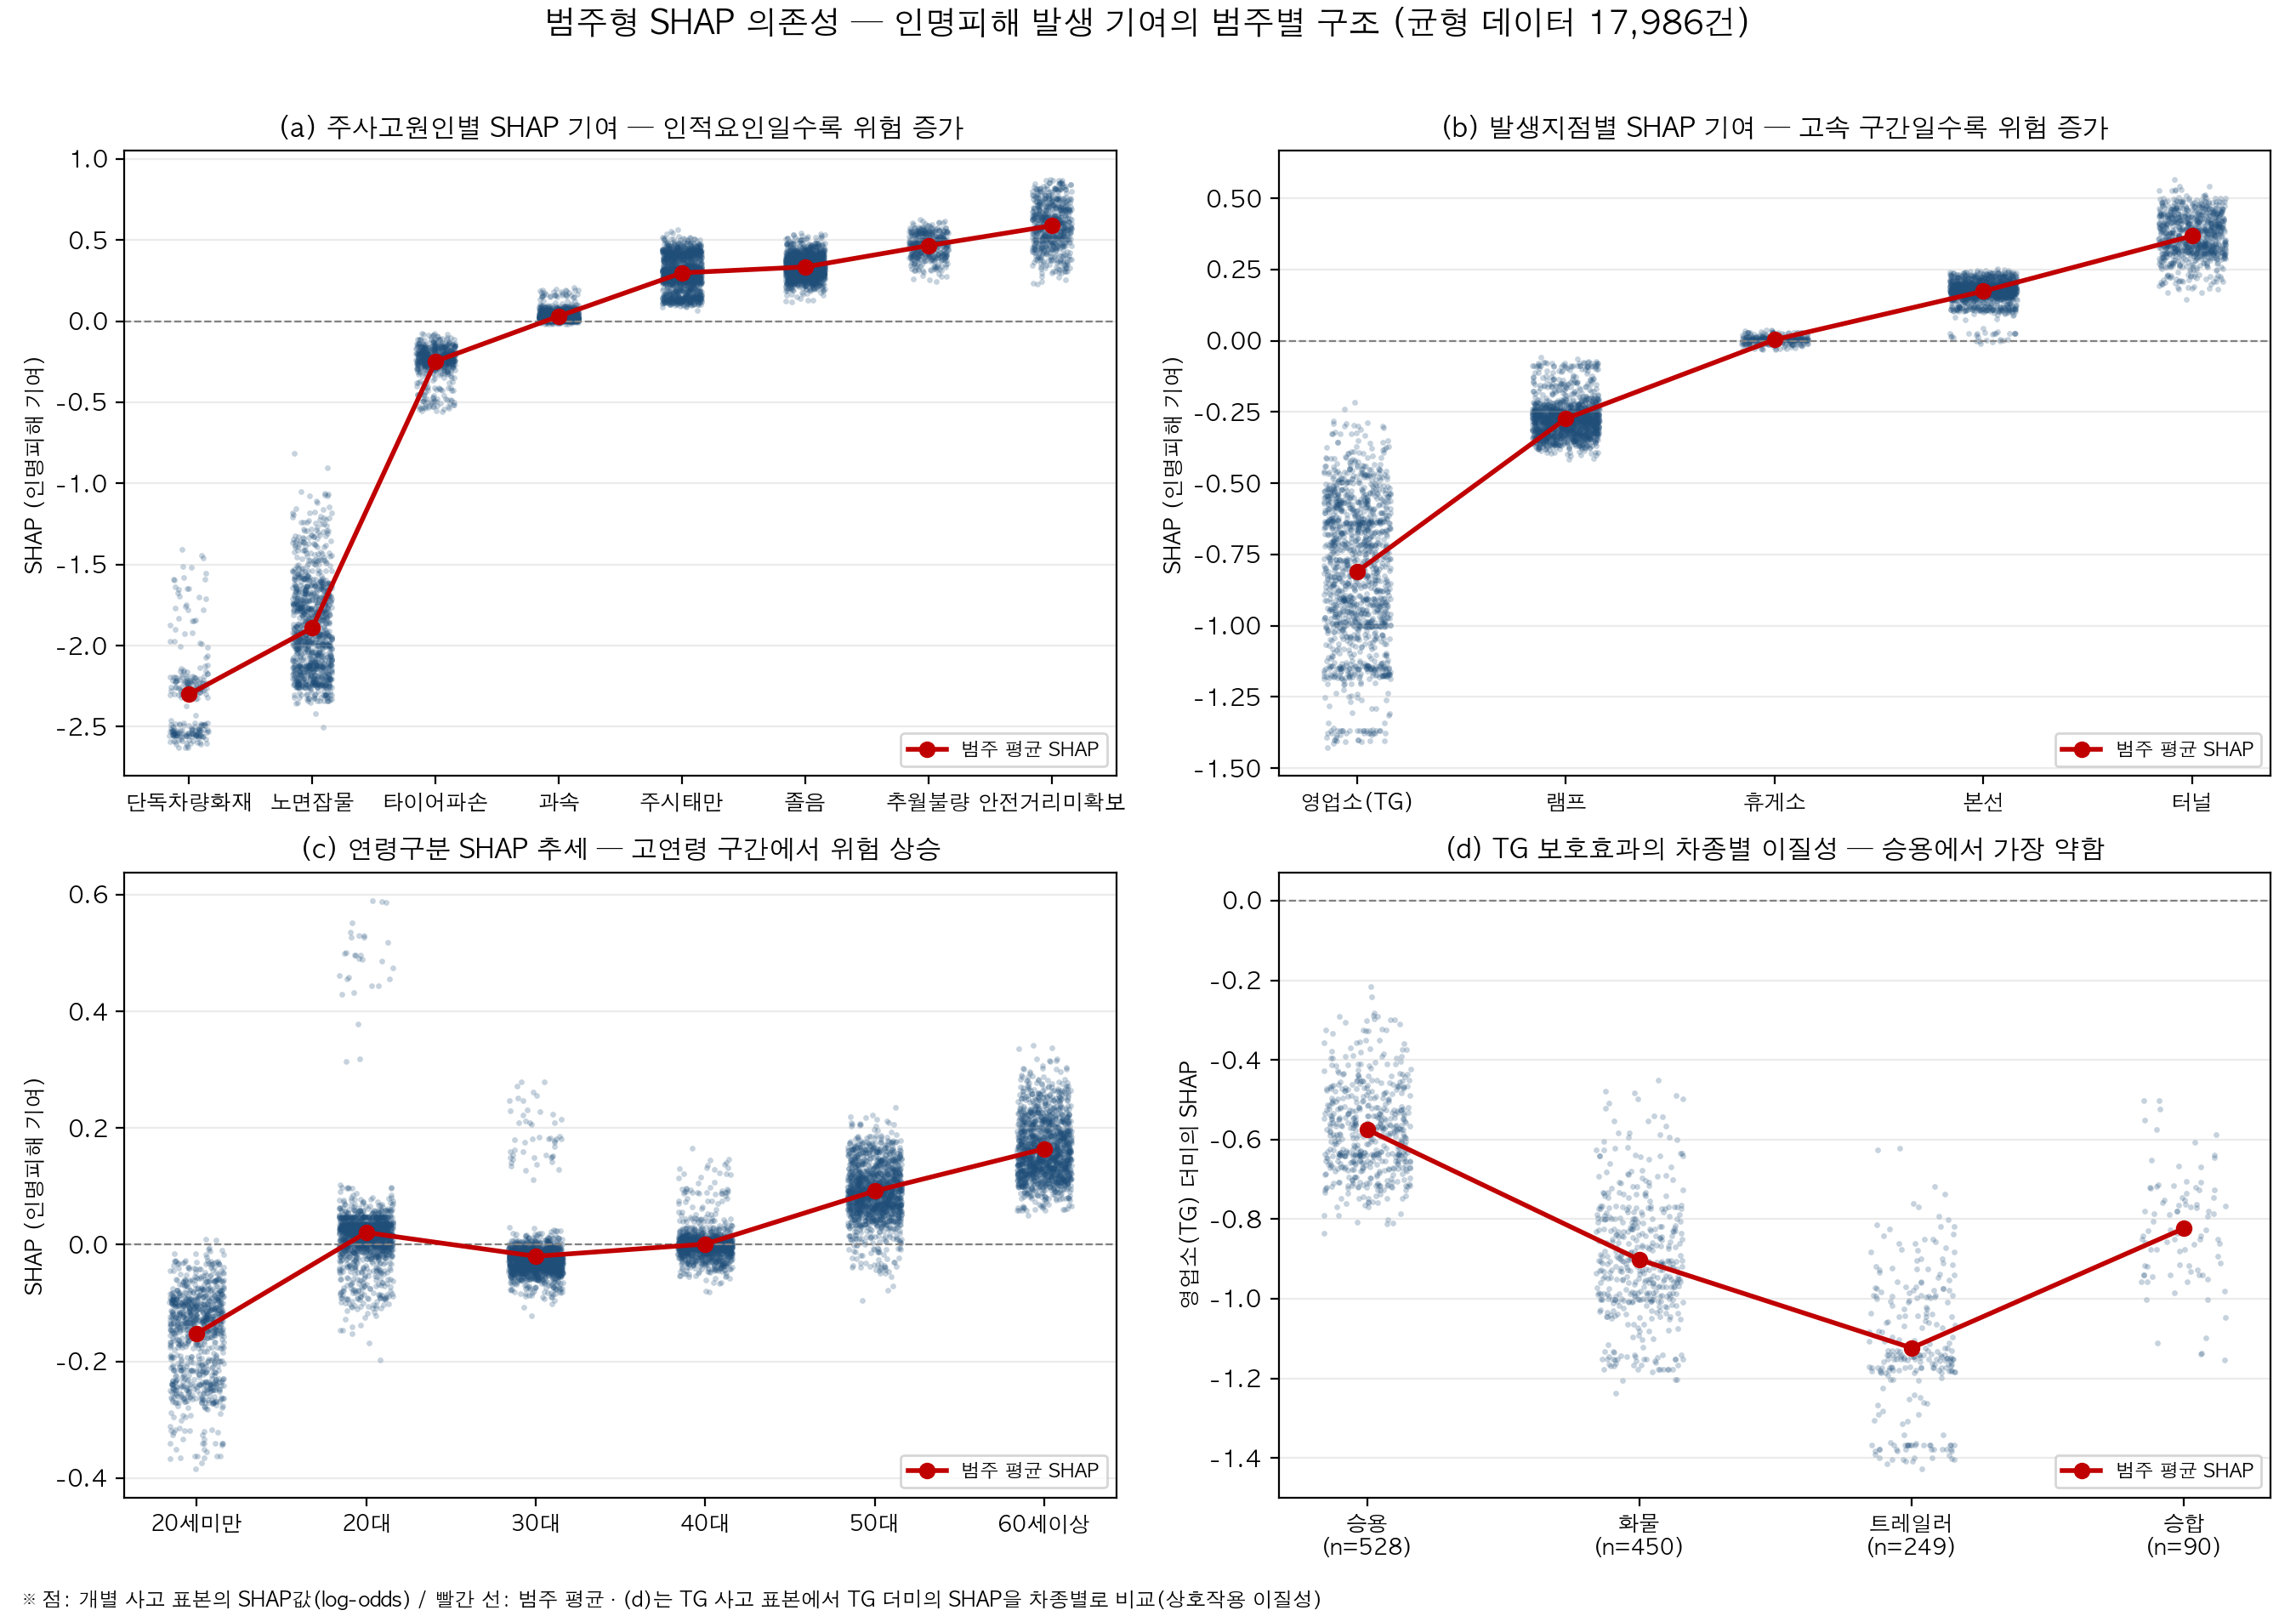 범주형 SHAP 의존성 — 인명피해 발생 기여의 범주별 구조 (균형 데이터 17,986건)
(a) 주사고원인별 SHAP 기여 — 인적요인일수록 위험 증가
SHAP (인명피해 기여)
1.0
0.5
0.0
-0.5
-1.0
-1.5
-2.0
-2.5
단독차량화재 노면잡물 타이어파손 과속 주시태만 졸음 추월불량 안전거리미확보
범주 평균 SHAP
(b) 발생지점별 SHAP 기여 — 고속 구간일수록 위험 증가
SHAP (인명피해 기여)
0.50
0.25
0.00
-0.25
-0.50
-0.75
-1.00
-1.25
-1.50
영업소(TG) 램프 휴게소 본선 터널
범주 평균 SHAP
(c) 연령구분 SHAP 추세 — 고연령 구간에서 위험 상승
SHAP (인명피해 기여)
0.6
0.4
0.2
0.0
-0.2
-0.4
20세미만 20대 30대 40대 50대 60세이상
범주 평균 SHAP
(d) TG 보호효과의 차종별 이질성 — 승용에서 가장 약함
영업소(TG) 더미의 SHAP
0.0
-0.2
-0.4
-0.6
-0.8
-1.0
-1.2
-1.4
승용 화물 트레일러 승합
(n=528) (n=450) (n=249) (n=90)
범주 평균 SHAP
※ 점: 개별 사고 표본의 SHAP값(log-odds) / 빨간 선: 범주 평균 · (d)는 TG 사고 표본에서 TG 더미의 SHAP을 차종별로 비교(상호작용 이질성)